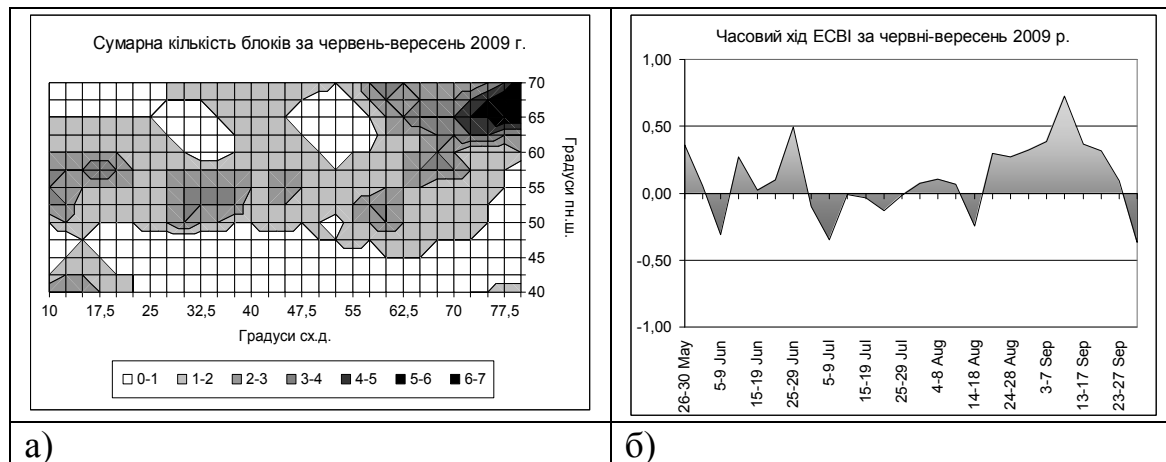 Сумарна кількість блоків за червень-вересень 2009 г.
70
65
60
55
50
45
40
Градуси пн.ш.
10 17,5 25 32,5 40 47,5 55 62,5 70 77,5
Градуси сх.д.
0-1 1-2 2-3 3-4 4-5 5-6 6-7
а)
Часовий хід ЕСВІ за червні-вересень 2009 р.
1,00
0,50
0,00
-0,50
-1,00
26-30 May
5-9 Jun
15-19 Jun
25-29 Jun
5-9 Jul
15-19 Jul
25-29 Jul
4-8 Aug
14-18 Aug
24-28 Aug
3-7 Sep
13-17 Sep
23-27 Sep
б)